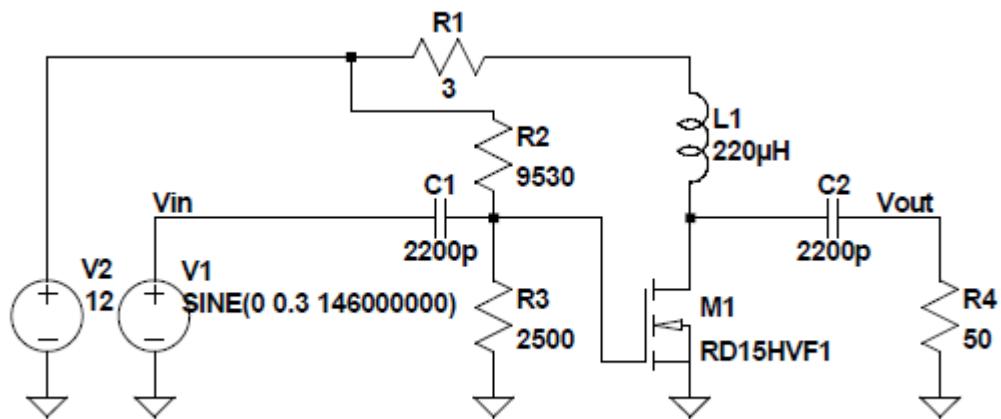 R1
3
R2
9530
L1
220µH
C1
2200p
C2
2200p
Vin
Vout
V2
12
V1
SINE(0 0.3 146000000)
R3
2500
M1
RD15HVF1
R4
50